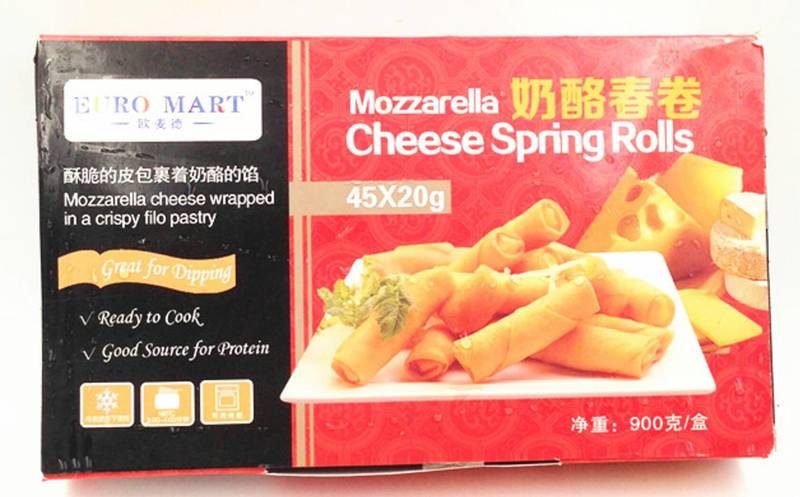 EURO MART™
欧麦德
酥脆的皮包裹着奶酪的馅
Mozzarella cheese wrapped
in a crispy filo pastry
Great for Dipping
√ Ready to Cook
√ Good Source for Protein
Mozzarella 奶酪春卷
Cheese Spring Rolls
45X20g
净重：900克/盒